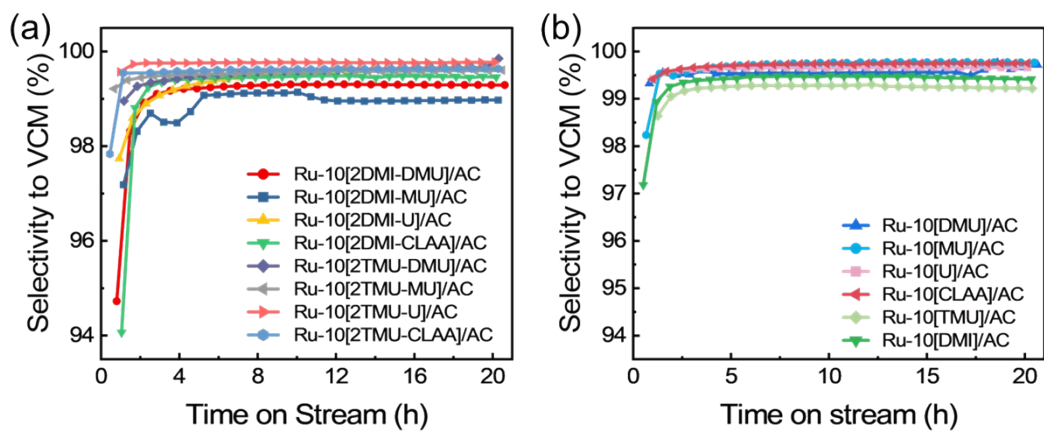 (a)
Selectivity to VCM (%)
100
98
96
94
Ru-10[2DMI-DMU]/AC
Ru-10[2DMI-MU]/AC
Ru-10[2DMI-U]/AC
Ru-10[2DMI-CLAA]/AC
Ru-10[2TMU-DMU]/AC
Ru-10[2TMU-MU]/AC
Ru-10[2TMU-U]/AC
Ru-10[2TMU-CLAA]/AC
0 4 8 12 16 20
Time on Stream (h)
(b)
Selectivity to VCM (%)
100
99
98
97
96
95
94
Ru-10[DMU]/AC
Ru-10[MU]/AC
Ru-10[U]/AC
Ru-10[CLAA]/AC
Ru-10[TMU]/AC
Ru-10[DMI]/AC
0 5 10 15 20
Time on stream (h)